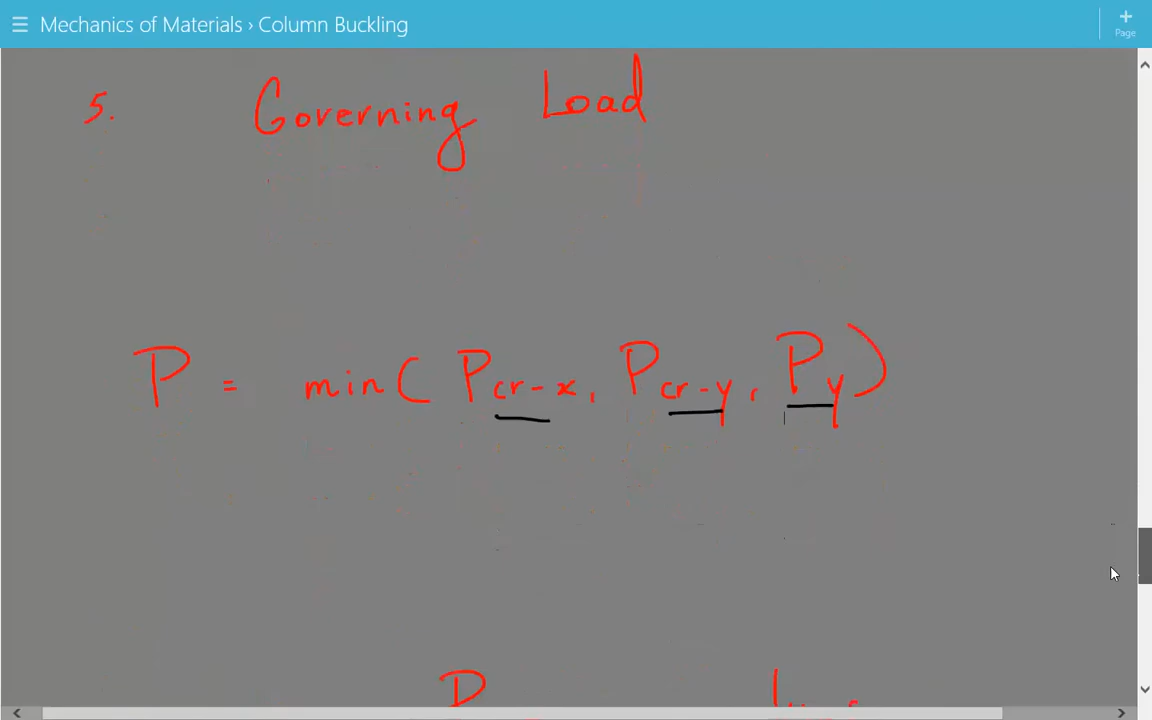 Mechanics of Materials › Column Buckling
Page
5. Governing Load
P = min( Pcr-x, Pcr-y, Py)
P